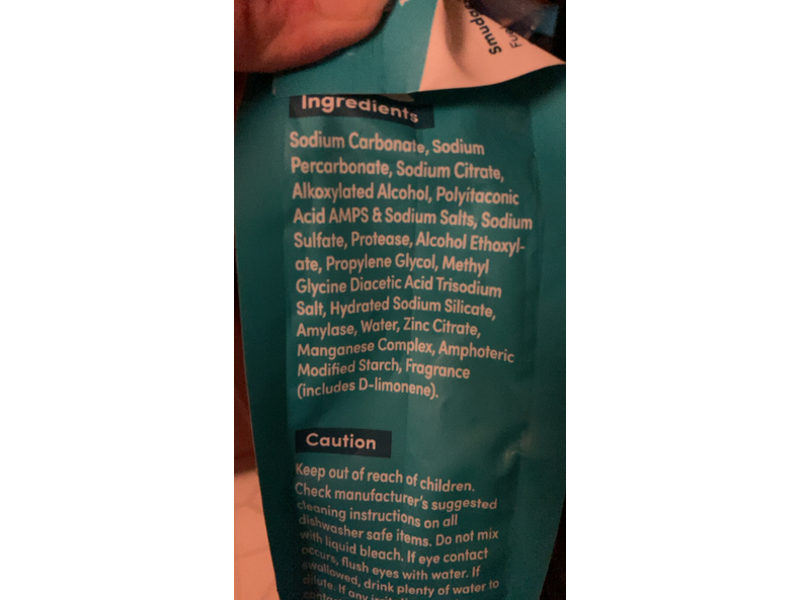 Smudges
Ingredients
Sodium Carbonate, Sodium
Percarbonate, Sodium Citrate,
Alkoxylated Alcohol, Polyitaconic
Acid AMPS & Sodium Salts, Sodium
Sulfate, Protease, Alcohol Ethoxyl-
ate, Propylene Glycol, Methyl
Glycine Diacetic Acid Trisodium
Salt, Hydrated Sodium Silicate,
Amylase, Water, Zinc Citrate,
Manganese Complex, Amphoteric
Modified Starch, Fragrance
(includes D-limonene).
Caution
Keep out of reach of children.
Check manufacturer's suggested
cleaning instructions on all
dishwasher safe items. Do not mix
with liquid bleach. If eye contact
occurs, flush eyes with water. If
swallowed, drink plenty of water to
dilute. If any